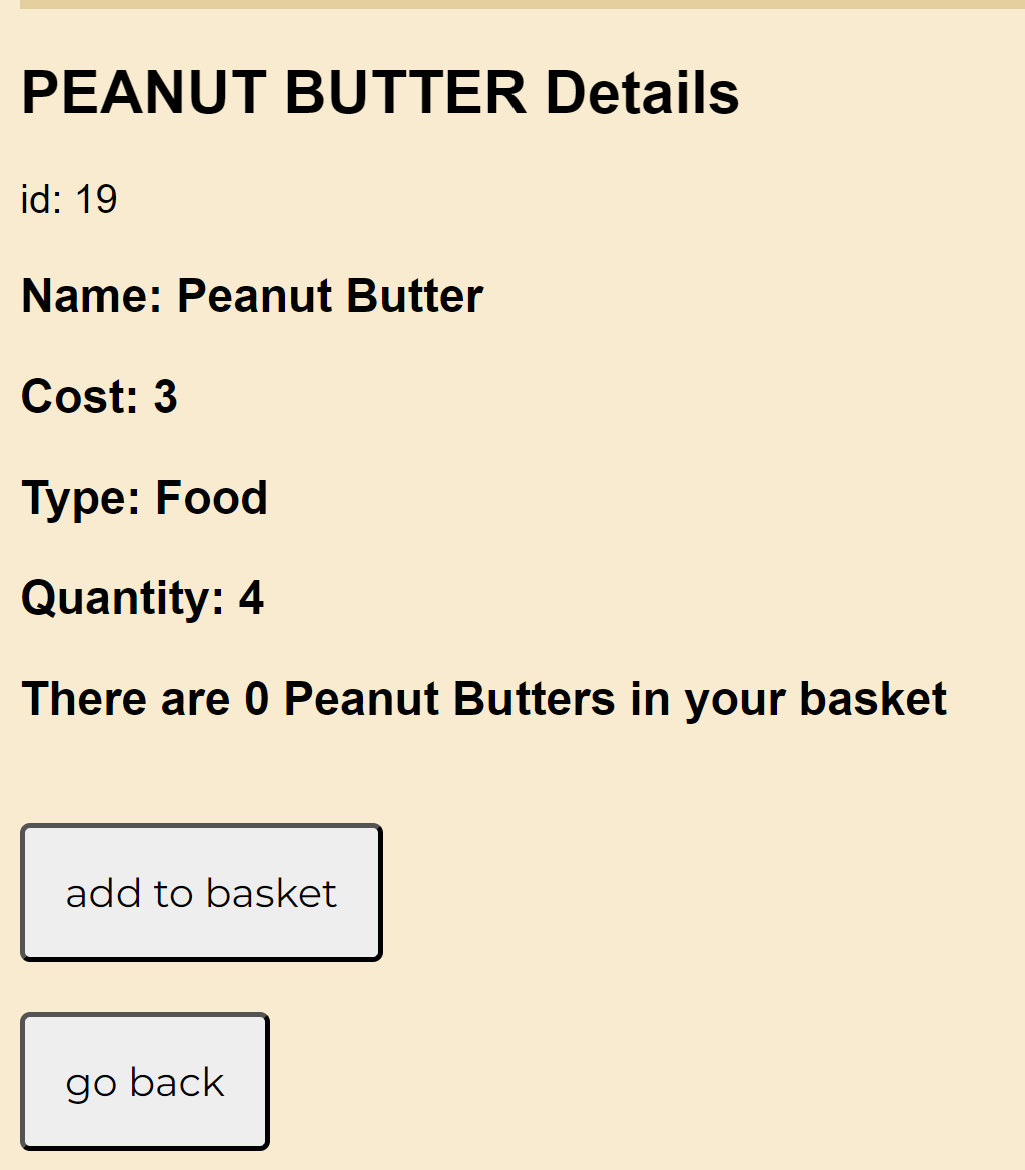 PEANUT BUTTER Details
id: 19
Name: Peanut Butter
Cost: 3
Type: Food
Quantity: 4
There are 0 Peanut Butters in your basket
add to basket
go back